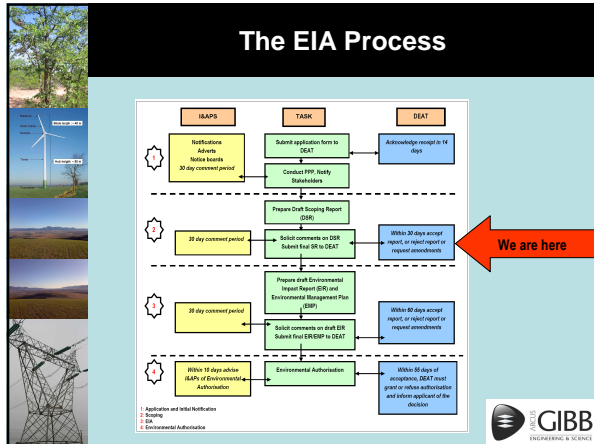 The EIA Process
I&APS
TASK
DEAT
1
Notifications
Adverts
Notice boards
30 day comment period
Submit application form to
DEAT
Acknowledge receipt in 14
days
Conduct PPP, Notify
Stakeholders
Prepare Draft Scoping Report
(DSR)
2
30 day comment period
Solicit comments on DSR
Submit final SR to DEAT
Within 30 days accept
report, or reject report or
request amendments
We are here
Prepare draft Environmental
Impact Report (EIR) and
Environmental Management Plan
(EMP)
3
30 day comment period
Solicit comments on draft EIR
Submit final EIR/EMP to DEAT
Within 60 days accept
report, or reject report or
request amendments
4
Within 10 days advise
I&APs of Environmental
Authorisation
Environmental Authorisation
Within 55 days of
acceptance, DEAT must
grant or refuse authorisation
and inform applicant of the
decision
1: Application and Initial Notification
2: Scoping
3: EIA
4: Environmental Authorisation
ARCUS
GIBB
ENGINEERING & SCIENCE